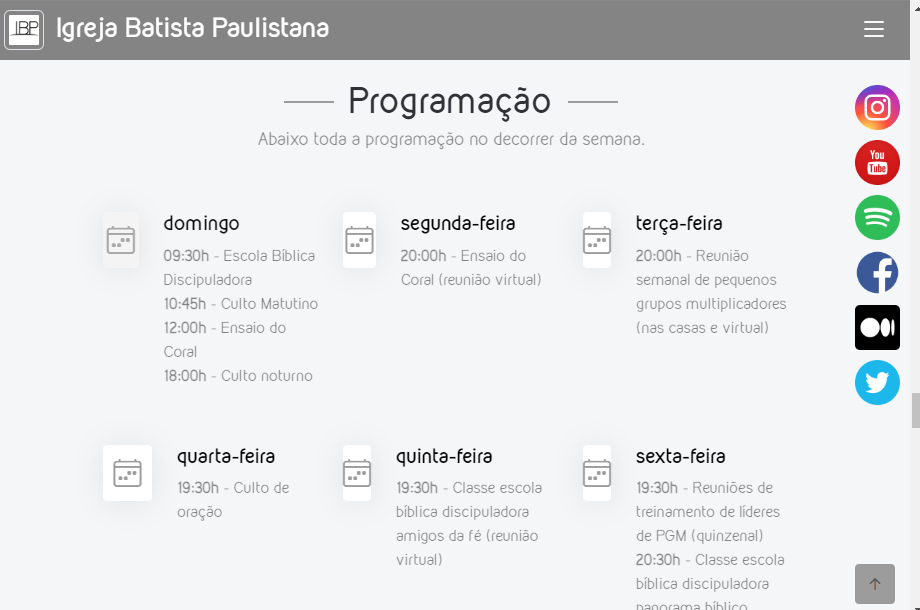 IBP Igreja Batista Paulistana
Programação
Abaixo toda a programação no decorrer da semana.
You
Tube
domingo
09:30h - Escola Bíblica
Discipuladora
10:45h - Culto Matutino
12:00h - Ensaio do
Coral
18:00h - Culto noturno
segunda-feira
20:00h - Ensaio do
Coral (reunião virtual)
terça-feira
20:00h - Reunião
semanal de pequenos
grupos multiplicadores
(nas casas e virtual)
quarta-feira
19:30h - Culto de
oração
quinta-feira
19:30h - Classe escola
bíblica discipuladora
amigos da fé (reunião
virtual)
sexta-feira
19:30h - Reuniões de
treinamento de líderes
de PGM (quinzenal)
20:30h - Classe escola
bíblica discipuladora
panorama bíblico